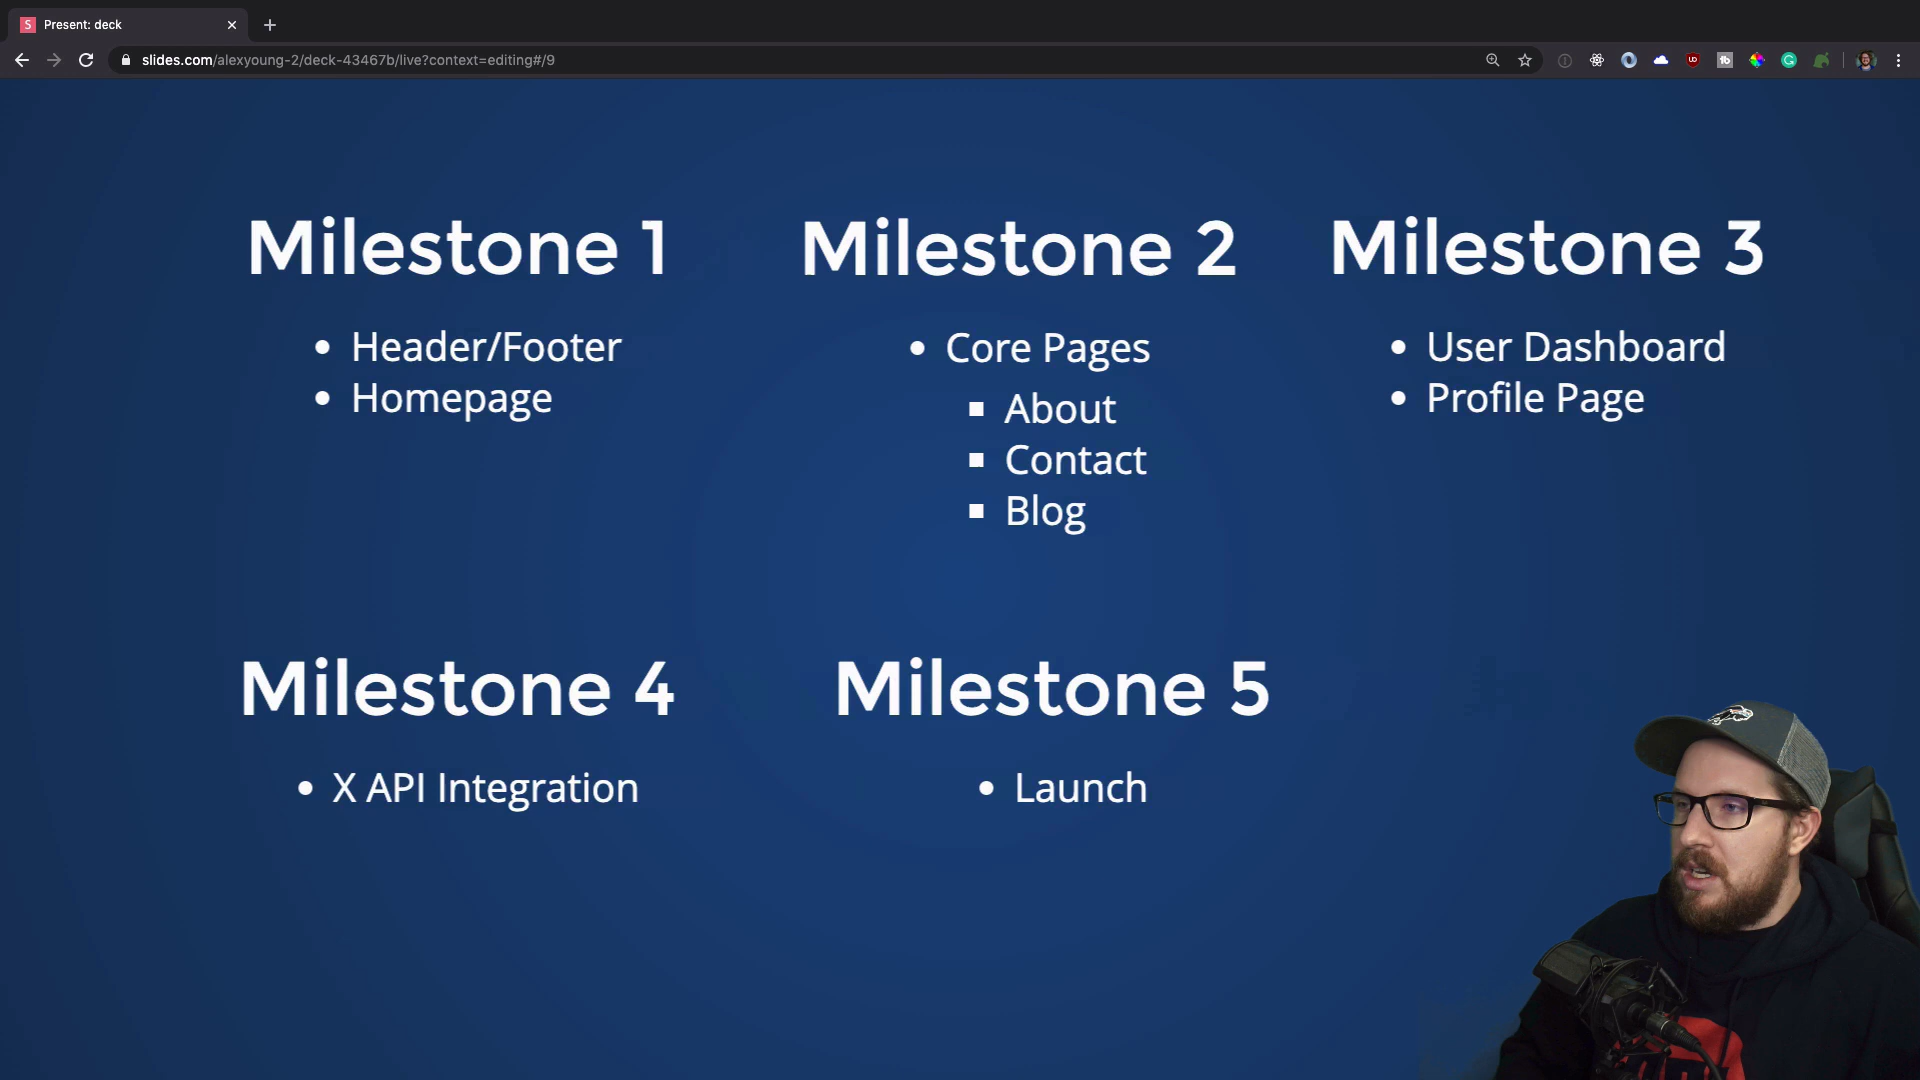 Present: deck
slides.com/alexyoung-2/deck-43467b/live?context=editing#/9
Milestone 1
• Header/Footer
• Homepage
Milestone 2
• Core Pages
▪ About
▪ Contact
▪ Blog
Milestone 3
• User Dashboard
• Profile Page
Milestone 4
• X API Integration
Milestone 5
• Launch